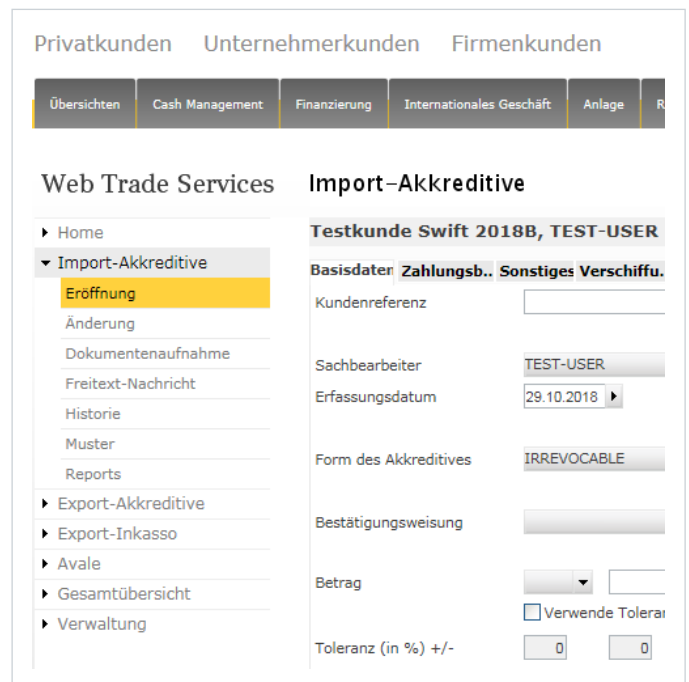 Privatkunden Unternehmerkunden Firmenkunden
Übersichten Cash Management Finanzierung Internationales Geschäft Anlage R
Web Trade Services Import-Akkreditive
Home
Testkunde Swift 2018B, TEST-USER
Import-Akkreditive
Basisdaten Zahlungsb.. Sonstiges Verschiffu.
Eröffnung
Kundenreferenz
Änderung
Dokumentenaufnahme
Sachbearbeiter TEST-USER
Freitext-Nachricht
Erfassungsdatum 29.10.2018
Historie
Muster
Form des Akkreditives IRREVOCABLE
Reports
Export-Akkreditive
Bestätigungsweisung
Export-Inkasso
Avale
Betrag
Gesamtübersicht
Verwende Toleran
Verwaltung
Toleranz (in %) +/- 0 0